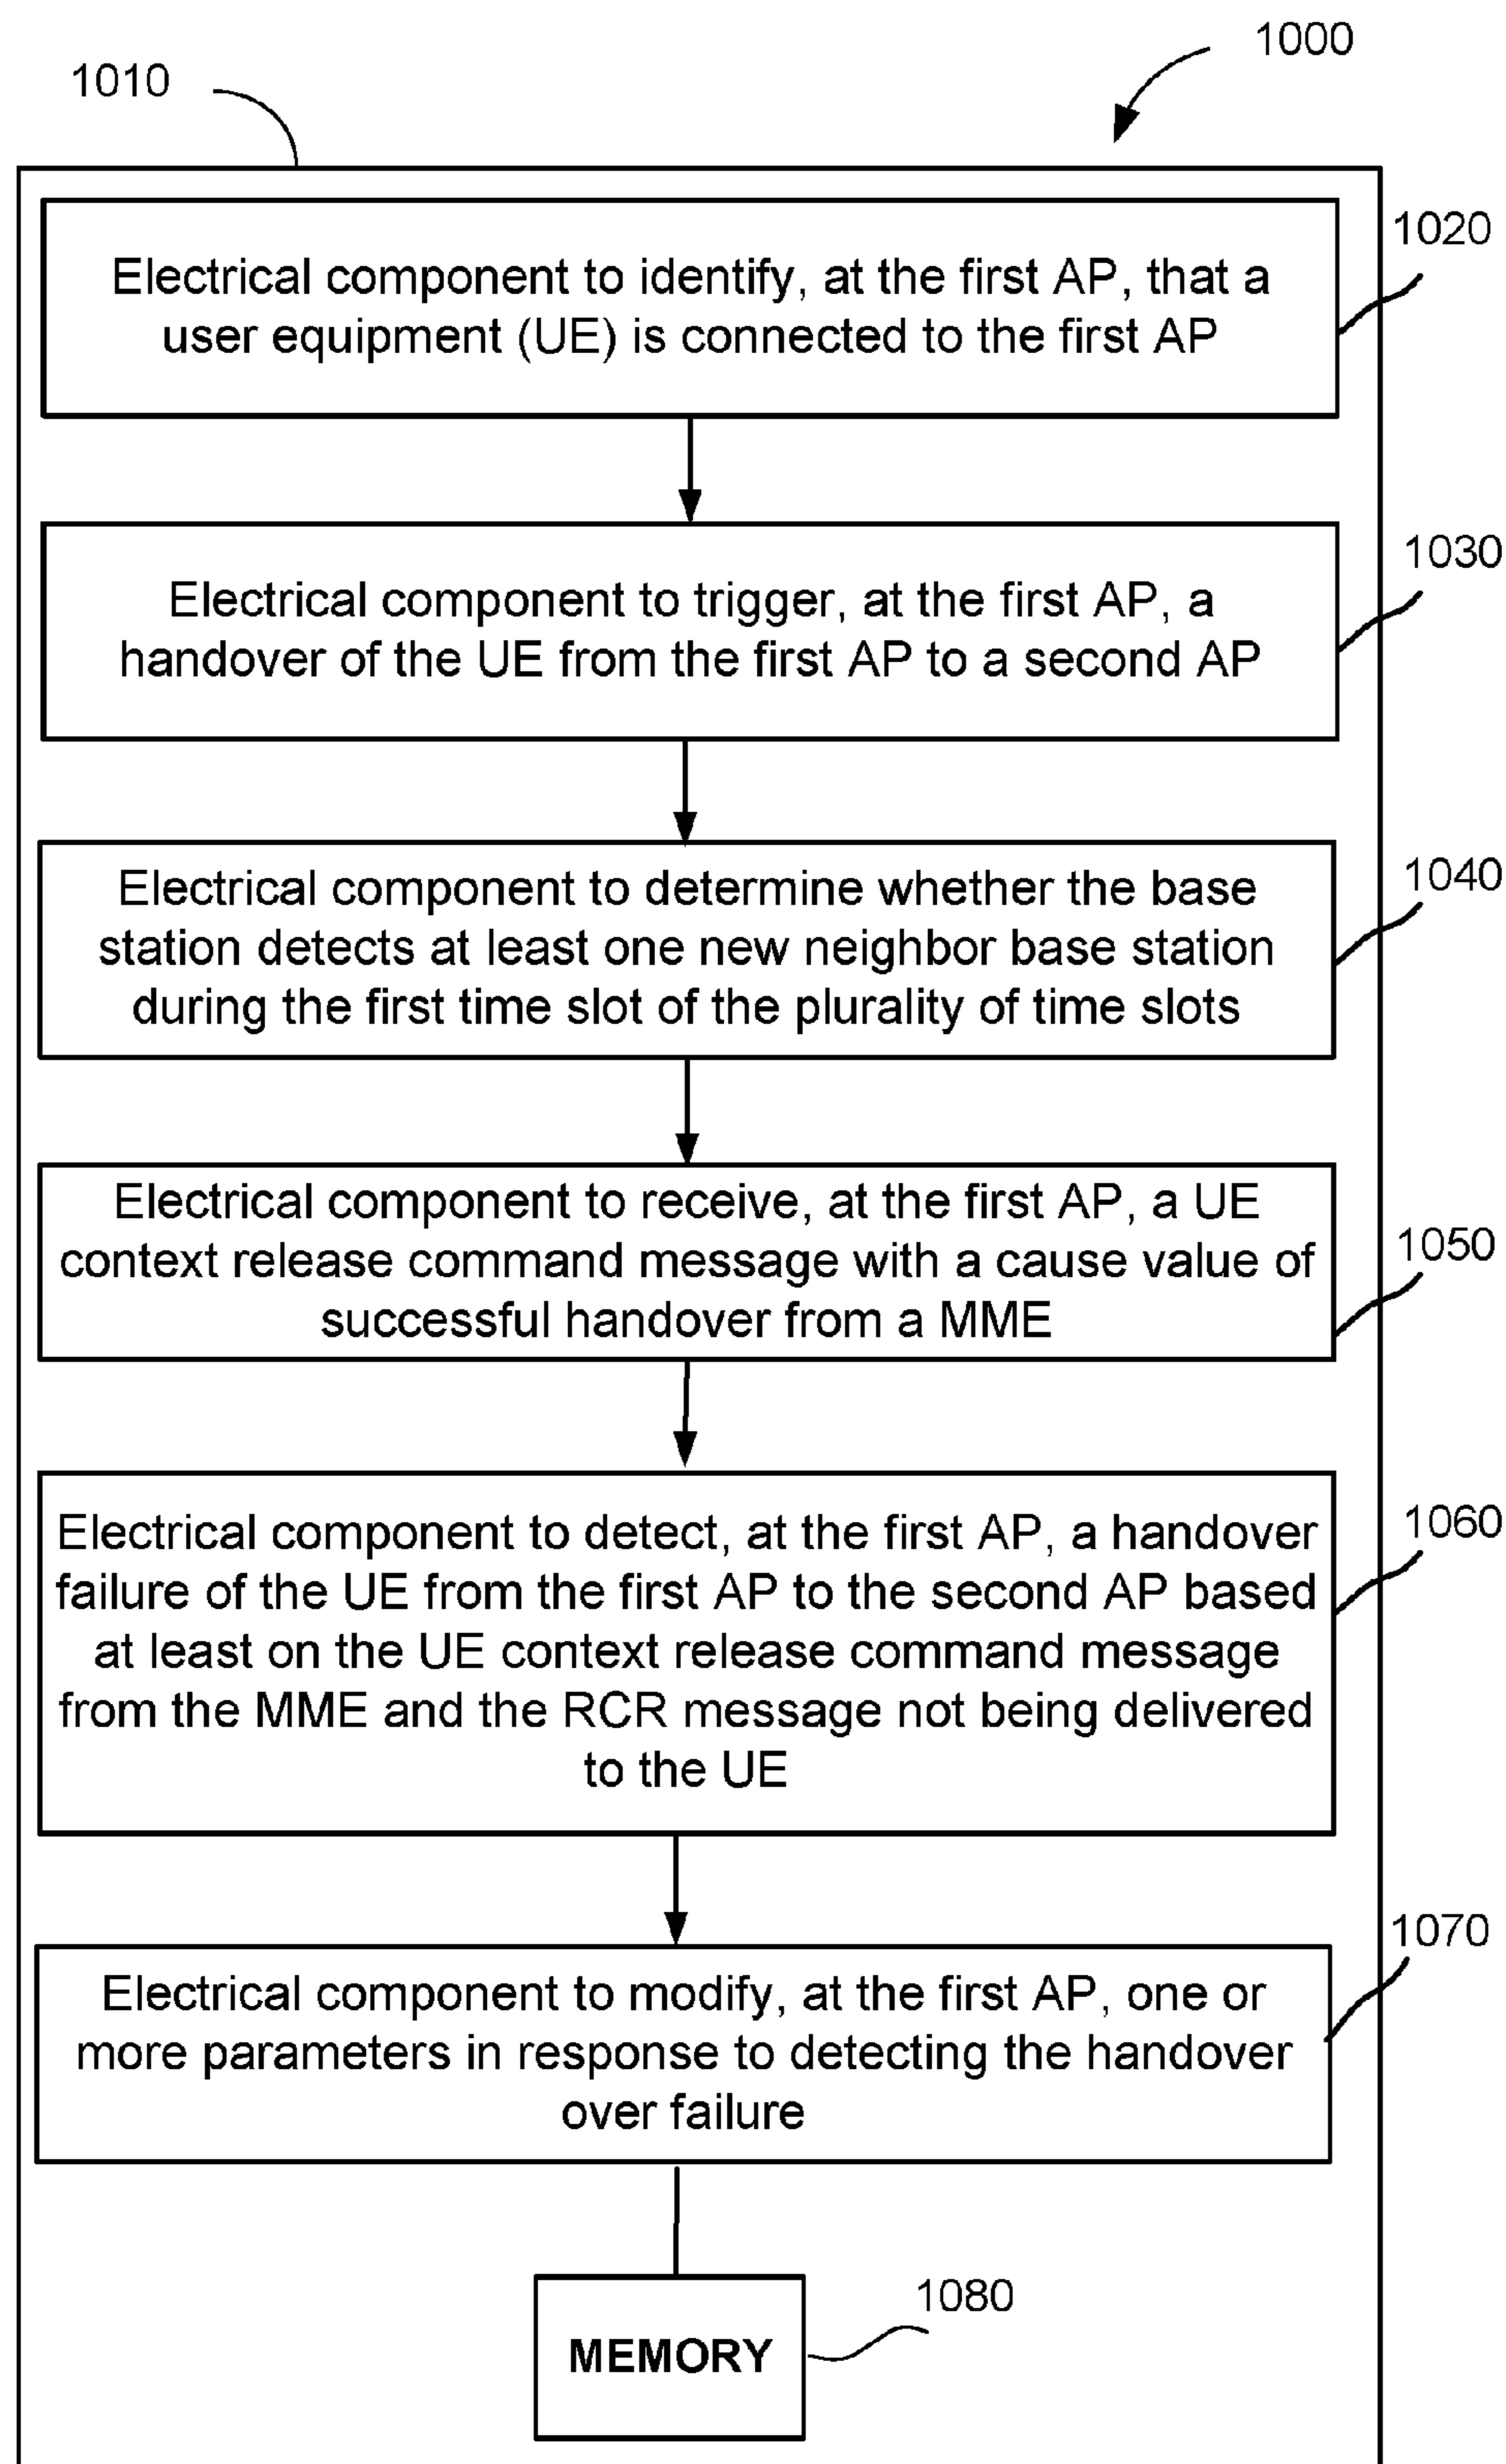 1000
1010
1020
Electrical component to identify, at the first AP, that a
user equipment (UE) is connected to the first AP
1030
Electrical component to trigger, at the first AP, a
handover of the UE from the first AP to a second AP
1040
Electrical component to determine whether the base
station detects at least one new neighbor base station
during the first time slot of the plurality of time slots
1050
Electrical component to receive, at the first AP, a UE
context release command message with a cause value of
successful handover from a MME
1060
Electrical component to detect, at the first AP, a handover
failure of the UE from the first AP to the second AP based
at least on the UE context release command message
from the MME and the RCR message not being delivered
to the UE
1070
Electrical component to modify, at the first AP, one or
more parameters in response to detecting the handover
over failure
1080
MEMORY